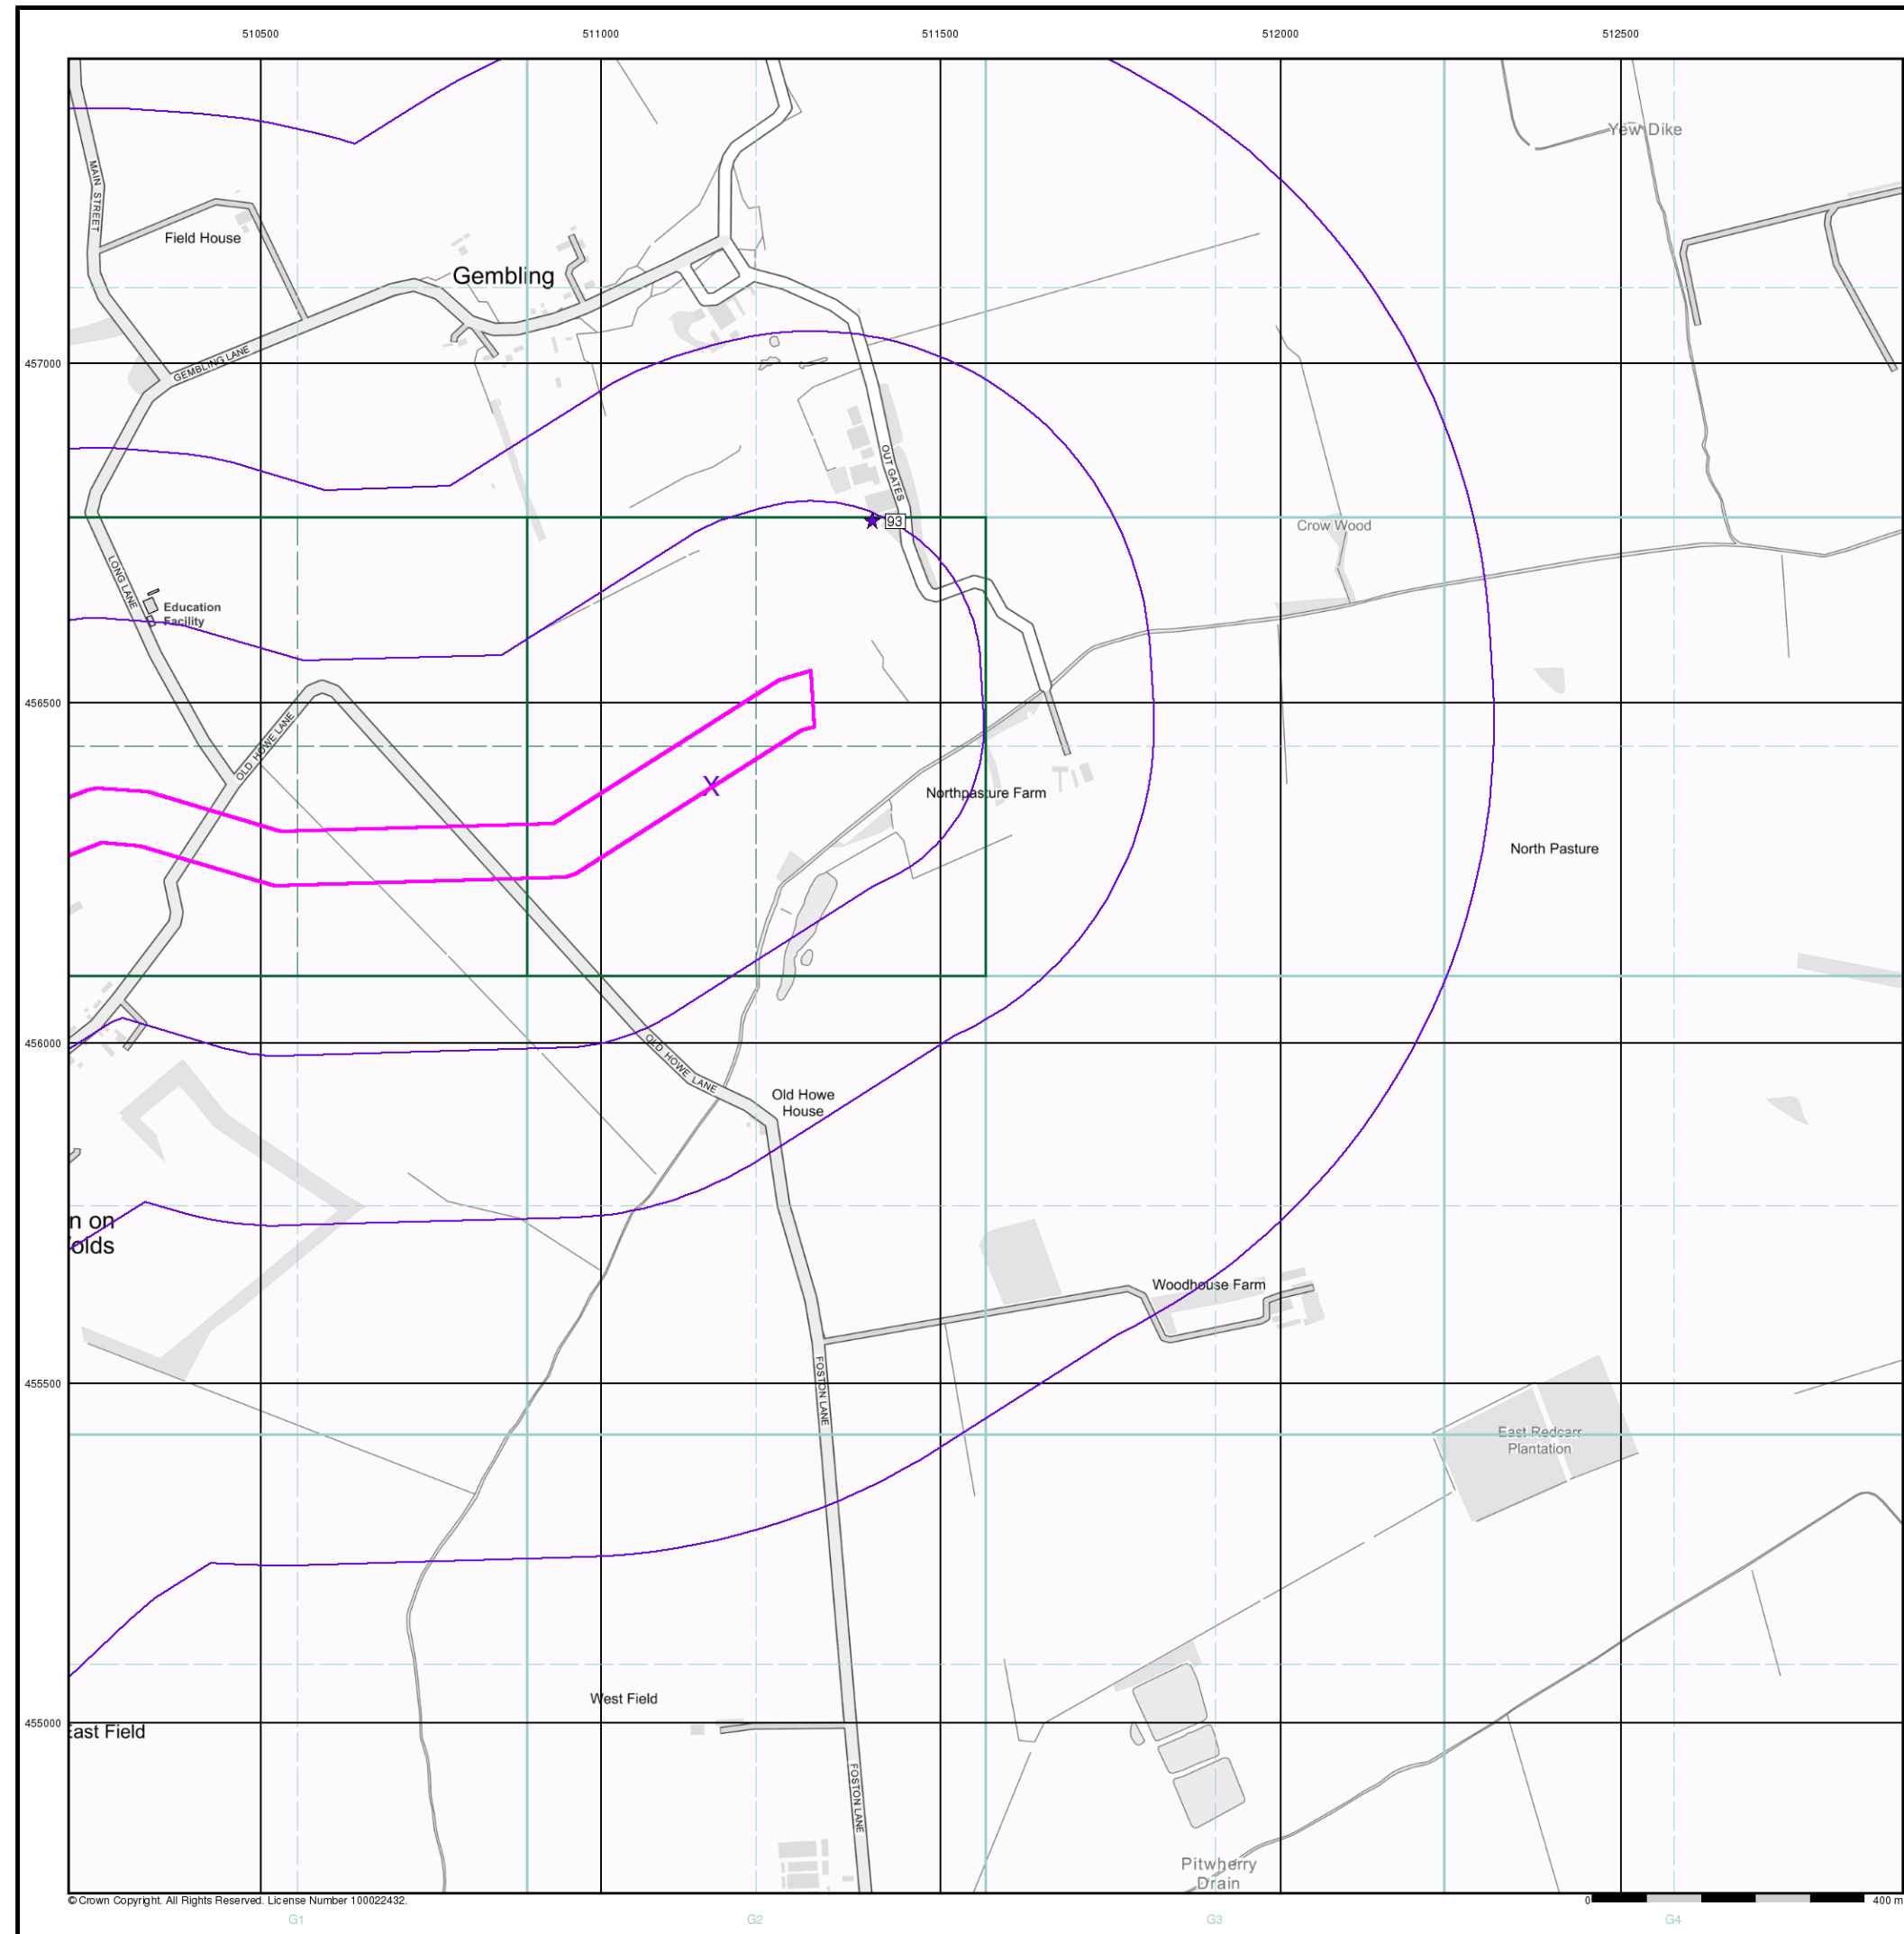 510500
511000
511500
512000
512500
Yew Dike
MAIN STREET
Field House
Gembling
457000
GEMBLING LANE
OUT GATES
93
Crow Wood
LONG LANE
Education
Facility
456500
OLD HOWE LANE
X
Northpasture Farm
North Pasture
456000
OLD HOWE LANE
Old Howe
House
n on
olds
Woodhouse Farm
FOSTON LANE
455500
East Redcarr
Plantation
West Field
455000
East Field
FOSTON LANE
Pitwherry
Drain
© Crown Copyright. All Rights Reserved. License Number 100022432.
0
400 m
G1
G2
G3
G4